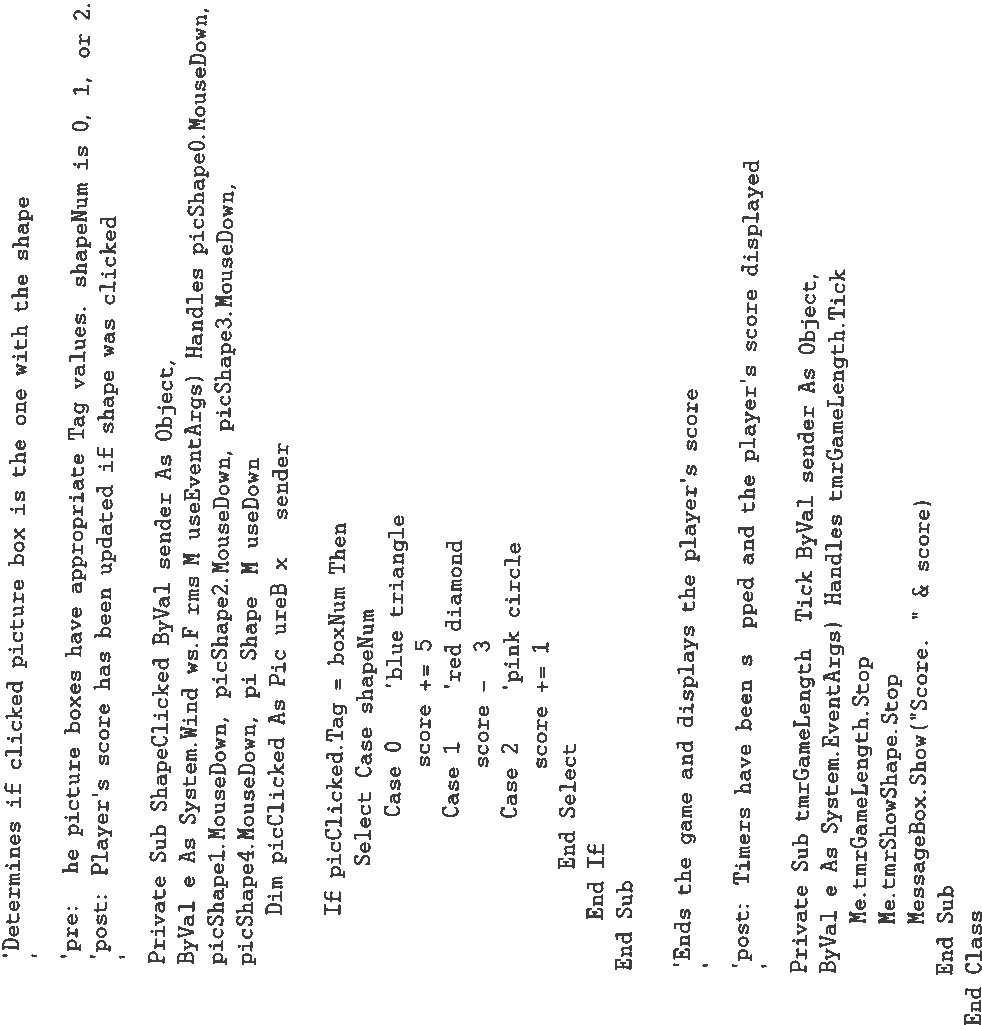 'Determines if clicked picture box is the one with the shape
'
'pre: he picture boxes have appropriate Tag values. shapeNum is 0, 1, or 2.
'post: Player's score has been updated if shape was clicked
'
Private Sub ShapeClicked ByVal sender As Object,
ByVal e As System.Wind ws.F rms M useEventArgs) Handles picShape0.MouseDown,
picShape1.MouseDown, picShape2.MouseDown, picShape3.MouseDown,
picShape4.MouseDown, pi Shape M useDown
Dim picClicked As Pic ureB x sender
If picClicked.Tag = boxNum Then
Select Case shapeNum
Case 0 'blue triangle
score += 5
Case 1 'red diamond
score - 3
Case 2 'pink circle
score += 1
End Select
End If
End Sub
'Ends the game and displays the player's score
'
'post: Timers have been s pped and the player's score displayed
'
Private Sub tmrGameLength Tick ByVal sender As Object,
ByVal e As System.EventArgs) Handles tmrGameLength.Tick
Me.tmrGameLength.Stop
Me.tmrShowShape.Stop
MessageBox.Show("Score. " & score)
End Sub
End Class